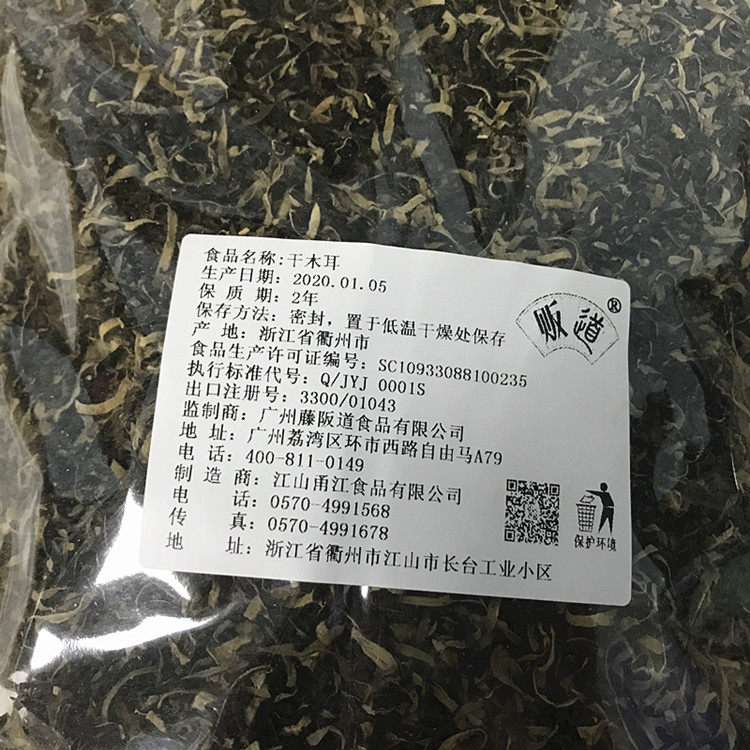 食品名称:干木耳
生产日期: 2020.01.05
保 质 期: 2年
保存方法: 密封，置于低温干燥处保存
产 地: 浙江省衢州市
食品生产许可证编号: SC10933088100235
执行标准代号: Q/JYJ 0001S
出口注册号: 3300/01043
监制商: 广州藤阪道食品有限公司
地 址: 广州荔湾区环市西路自由马A79
电 话: 400-811-0149
制 造 商: 江山甬江食品有限公司
电 话: 0570-4991568
传 真: 0570-4991678
地 址: 浙江省衢州市江山市长台工业小区
阪道®
保护环境